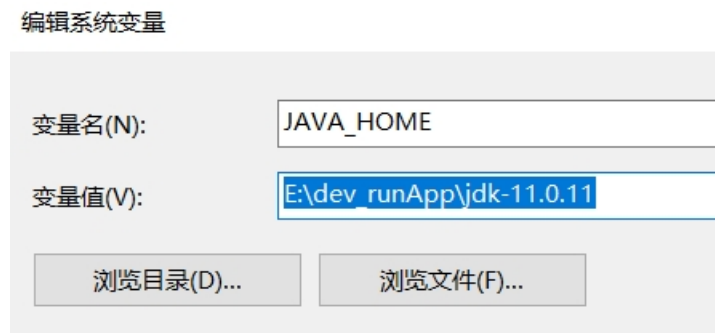 编辑系统变量
变量名(N):
JAVA_HOME
变量值(V):
E:\dev_runApp\jdk-11.0.11
浏览目录(D)...
浏览文件(F)...